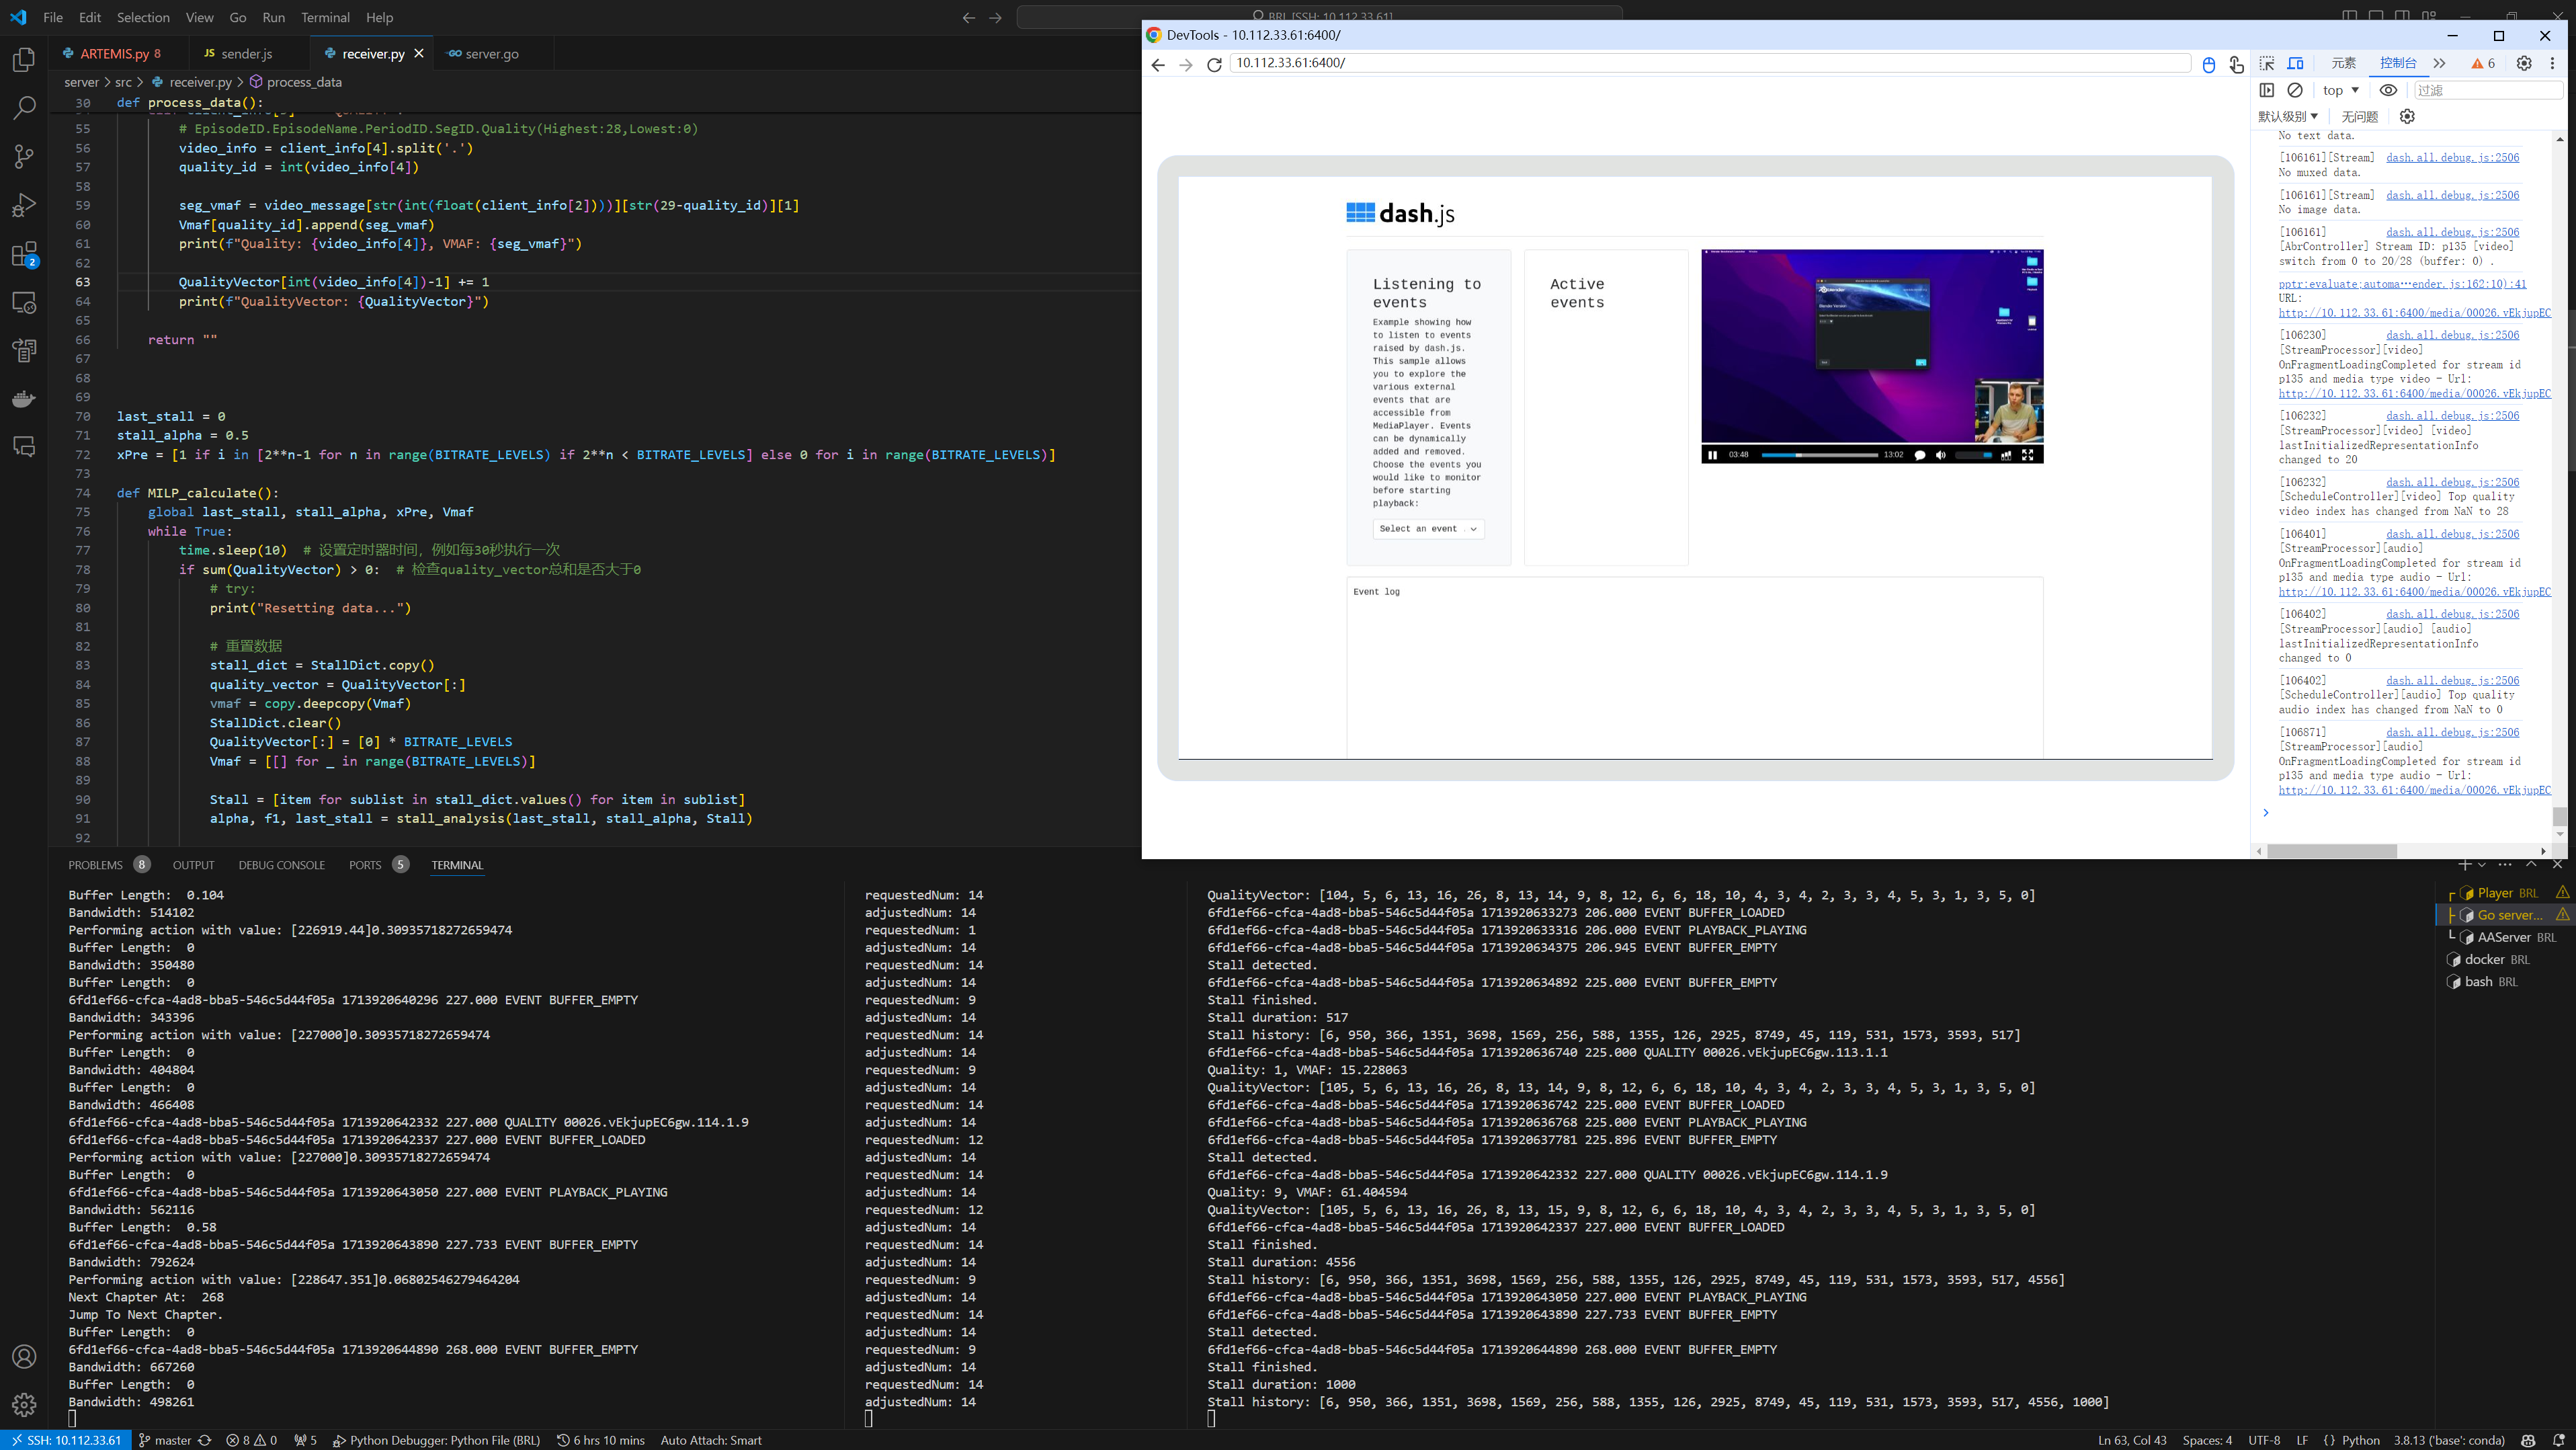 File Edit Selection View Go Run Terminal Help
BRL [SSH: 10.112.33.61]
ARTEMIS.py 8
JS sender.js
receiver.py
server.go
server > src > receiver.py > process_data
30 def process_data():
55 # EpisodeID.EpisodeName.PeriodID.SegID.Quality(Highest:28,Lowest:0)
56 video_info = client_info[4].split('.')
57 quality_id = int(video_info[4])
58
59 seg_vmaf = video_message[str(int(float(client_info[2])))][str(29-quality_id)][1]
60 Vmaf[quality_id].append(seg_vmaf)
61 print(f"Quality: {video_info[4]}, VMAF: {seg_vmaf}")
62
63 QualityVector[int(video_info[4])-1] += 1
64 print(f"QualityVector: {QualityVector}")
65
66 return ""
67
68
69
70 last_stall = 0
71 stall_alpha = 0.5
72 xPre = [1 if i in [2**n-1 for n in range(BITRATE_LEVELS) if 2**n < BITRATE_LEVELS] else 0 for i in range(BITRATE_LEVELS)]
73
74 def MILP_calculate():
75 global last_stall, stall_alpha, xPre, Vmaf
76 while True:
77 time.sleep(10) # 设置定时器时间，例如每30秒执行一次
78 if sum(QualityVector) > 0: # 检查quality_vector总和是否大于0
79 # try:
80 print("Resetting data...")
81
82 # 重置数据
83 stall_dict = StallDict.copy()
84 quality_vector = QualityVector[:]
85 vmaf = copy.deepcopy(Vmaf)
86 StallDict.clear()
87 QualityVector[:] = [0] * BITRATE_LEVELS
88 Vmaf = [[] for _ in range(BITRATE_LEVELS)]
89
90 Stall = [item for sublist in stall_dict.values() for item in sublist]
91 alpha, f1, last_stall = stall_analysis(last_stall, stall_alpha, Stall)
92
DevTools - 10.112.33.61:6400/
10.112.33.61:6400/
元素 控制台 6
top 过滤
默认级别 无问题
dash.js
Listening to
events
Example showing how
to listen to events
raised by dash.js.
This sample allows
you to explore the
various external
events that are
accessible from
MediaPlayer. Events
can be dynamically
added and removed.
Choose the events you
would like to monitor
before starting
playback:
Select an event
Active
events
03:48 13:02
Event log
No text data.
[106161][Stream] dash.all.debug.js:2506
No muxed data.
[106161][Stream] dash.all.debug.js:2506
No image data.
[106161] dash.all.debug.js:2506
[AbrController] Stream ID: p135 [video]
switch from 0 to 20/28 (buffer: 0) .
pptr:evaluate;automa…ender.js:162:10):41
URL:
http://10.112.33.61:6400/media/00026.vEkjupEC
[106230] dash.all.debug.js:2506
[StreamProcessor][video]
OnFragmentLoadingCompleted for stream id
p135 and media type video - Url:
http://10.112.33.61:6400/media/00026.vEkjupEC
[106232] dash.all.debug.js:2506
[StreamProcessor][video] [video]
lastInitializedRepresentationInfo
changed to 20
[106232] dash.all.debug.js:2506
[ScheduleController][video] Top quality
video index has changed from NaN to 28
[106401] dash.all.debug.js:2506
[StreamProcessor][audio]
OnFragmentLoadingCompleted for stream id
p135 and media type audio - Url:
http://10.112.33.61:6400/media/00026.vEkjupEC
[106402] dash.all.debug.js:2506
[StreamProcessor][audio] [audio]
lastInitializedRepresentationInfo
changed to 0
[106402] dash.all.debug.js:2506
[ScheduleController][audio] Top quality
audio index has changed from NaN to 0
[106871] dash.all.debug.js:2506
[StreamProcessor][audio]
OnFragmentLoadingCompleted for stream id
p135 and media type audio - Url:
http://10.112.33.61:6400/media/00026.vEkjupEC
PROBLEMS 8 OUTPUT DEBUG CONSOLE PORTS 5 TERMINAL
Buffer Length: 0.104
Bandwidth: 514102
Performing action with value: [226919.44]0.30935718272659474
Buffer Length: 0
Bandwidth: 350480
Buffer Length: 0
6fd1ef66-cfca-4ad8-bba5-546c5d44f05a 1713920640296 227.000 EVENT BUFFER_EMPTY
Bandwidth: 343396
Performing action with value: [227000]0.30935718272659474
Buffer Length: 0
Bandwidth: 404804
Buffer Length: 0
Bandwidth: 466408
6fd1ef66-cfca-4ad8-bba5-546c5d44f05a 1713920642332 227.000 QUALITY 00026.vEkjupEC6gw.114.1.9
6fd1ef66-cfca-4ad8-bba5-546c5d44f05a 1713920642337 227.000 EVENT BUFFER_LOADED
Performing action with value: [227000]0.30935718272659474
Buffer Length: 0
6fd1ef66-cfca-4ad8-bba5-546c5d44f05a 1713920643050 227.000 EVENT PLAYBACK_PLAYING
Bandwidth: 562116
Buffer Length: 0.58
6fd1ef66-cfca-4ad8-bba5-546c5d44f05a 1713920643890 227.733 EVENT BUFFER_EMPTY
Bandwidth: 792624
Performing action with value: [228647.351]0.06802546279464204
Next Chapter At: 268
Jump To Next Chapter.
Buffer Length: 0
6fd1ef66-cfca-4ad8-bba5-546c5d44f05a 1713920644890 268.000 EVENT BUFFER_EMPTY
Bandwidth: 667260
Buffer Length: 0
Bandwidth: 498261
requestedNum: 14
adjustedNum: 14
requestedNum: 1
adjustedNum: 14
requestedNum: 14
adjustedNum: 14
requestedNum: 9
adjustedNum: 14
requestedNum: 14
adjustedNum: 14
requestedNum: 9
adjustedNum: 14
requestedNum: 14
adjustedNum: 14
requestedNum: 12
adjustedNum: 14
requestedNum: 14
adjustedNum: 14
requestedNum: 12
adjustedNum: 14
requestedNum: 14
adjustedNum: 14
requestedNum: 9
adjustedNum: 14
requestedNum: 14
adjustedNum: 14
requestedNum: 9
adjustedNum: 14
requestedNum: 14
adjustedNum: 14
QualityVector: [104, 5, 6, 13, 16, 26, 8, 13, 14, 9, 8, 12, 6, 6, 18, 10, 4, 3, 4, 2, 3, 3, 4, 5, 3, 1, 3, 5, 0]
6fd1ef66-cfca-4ad8-bba5-546c5d44f05a 1713920633273 206.000 EVENT BUFFER_LOADED
6fd1ef66-cfca-4ad8-bba5-546c5d44f05a 1713920633316 206.000 EVENT PLAYBACK_PLAYING
6fd1ef66-cfca-4ad8-bba5-546c5d44f05a 1713920634375 206.945 EVENT BUFFER_EMPTY
Stall detected.
6fd1ef66-cfca-4ad8-bba5-546c5d44f05a 1713920634892 225.000 EVENT BUFFER_EMPTY
Stall finished.
Stall duration: 517
Stall history: [6, 950, 366, 1351, 3698, 1569, 256, 588, 1355, 126, 2925, 8749, 45, 119, 531, 1573, 3593, 517]
6fd1ef66-cfca-4ad8-bba5-546c5d44f05a 1713920636740 225.000 QUALITY 00026.vEkjupEC6gw.113.1.1
Quality: 1, VMAF: 15.228063
QualityVector: [105, 5, 6, 13, 16, 26, 8, 13, 14, 9, 8, 12, 6, 6, 18, 10, 4, 3, 4, 2, 3, 3, 4, 5, 3, 1, 3, 5, 0]
6fd1ef66-cfca-4ad8-bba5-546c5d44f05a 1713920636742 225.000 EVENT BUFFER_LOADED
6fd1ef66-cfca-4ad8-bba5-546c5d44f05a 1713920636768 225.000 EVENT PLAYBACK_PLAYING
6fd1ef66-cfca-4ad8-bba5-546c5d44f05a 1713920637781 225.896 EVENT BUFFER_EMPTY
Stall detected.
6fd1ef66-cfca-4ad8-bba5-546c5d44f05a 1713920642332 227.000 QUALITY 00026.vEkjupEC6gw.114.1.9
Quality: 9, VMAF: 61.404594
QualityVector: [105, 5, 6, 13, 16, 26, 8, 13, 15, 9, 8, 12, 6, 6, 18, 10, 4, 3, 4, 2, 3, 3, 4, 5, 3, 1, 3, 5, 0]
6fd1ef66-cfca-4ad8-bba5-546c5d44f05a 1713920642337 227.000 EVENT BUFFER_LOADED
Stall finished.
Stall duration: 4556
Stall history: [6, 950, 366, 1351, 3698, 1569, 256, 588, 1355, 126, 2925, 8749, 45, 119, 531, 1573, 3593, 517, 4556]
6fd1ef66-cfca-4ad8-bba5-546c5d44f05a 1713920643050 227.000 EVENT PLAYBACK_PLAYING
6fd1ef66-cfca-4ad8-bba5-546c5d44f05a 1713920643890 227.733 EVENT BUFFER_EMPTY
Stall detected.
6fd1ef66-cfca-4ad8-bba5-546c5d44f05a 1713920644890 268.000 EVENT BUFFER_EMPTY
Stall finished.
Stall duration: 1000
Stall history: [6, 950, 366, 1351, 3698, 1569, 256, 588, 1355, 126, 2925, 8749, 45, 119, 531, 1573, 3593, 517, 4556, 1000]
Player BRL
Go server...
AAServer BRL
docker BRL
bash BRL
SSH: 10.112.33.61 master 8 0 5 Python Debugger: Python File (BRL) 6 hrs 10 mins Auto Attach: Smart
Ln 63, Col 43 Spaces: 4 UTF-8 LF {} Python 3.8.13 ('base': conda)